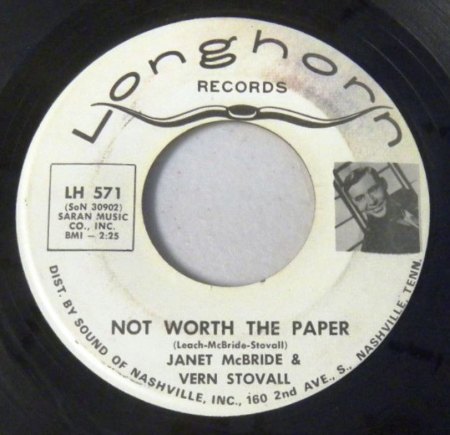 Longhorn
RECORDS
LH 571
(SoN 30902)
SARAN MUSIC
CO., INC.
BMI – 2:25
NOT WORTH THE PAPER
(Leach-McBride-Stovall)
JANET McBRIDE &
VERN STOVALL
DIST. BY SOUND OF NASHVILLE, INC., 160 2nd AVE., S., NASHVILLE, TENN.